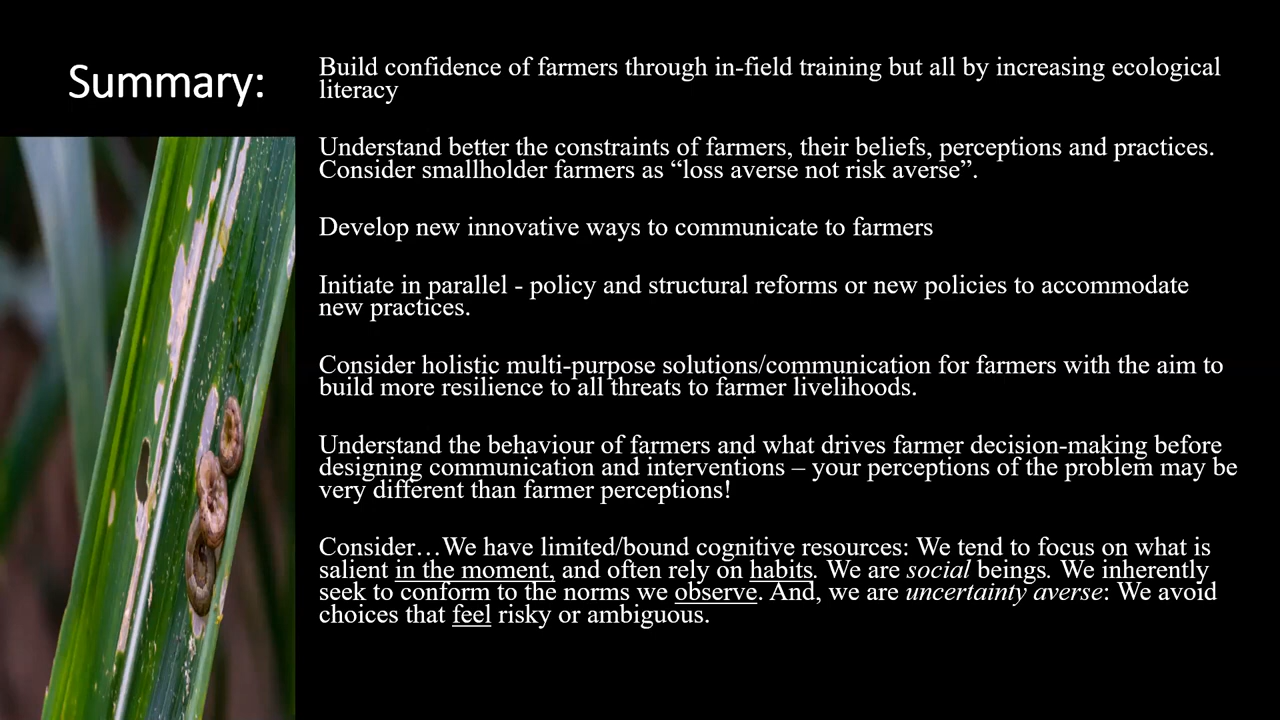 Summary:
Build confidence of farmers through in-field training but all by increasing ecological
literacy
Understand better the constraints of farmers, their beliefs, perceptions and practices.
Consider smallholder farmers as “loss averse not risk averse”.
Develop new innovative ways to communicate to farmers
Initiate in parallel - policy and structural reforms or new policies to accommodate
new practices.
Consider holistic multi-purpose solutions/communication for farmers with the aim to
build more resilience to all threats to farmer livelihoods.
Understand the behaviour of farmers and what drives farmer decision-making before
designing communication and interventions – your perceptions of the problem may be
very different than farmer perceptions!
Consider…We have limited/bound cognitive resources: We tend to focus on what is
salient in the moment, and often rely on habits. We are social beings. We inherently
seek to conform to the norms we observe. And, we are uncertainty averse: We avoid
choices that feel risky or ambiguous.